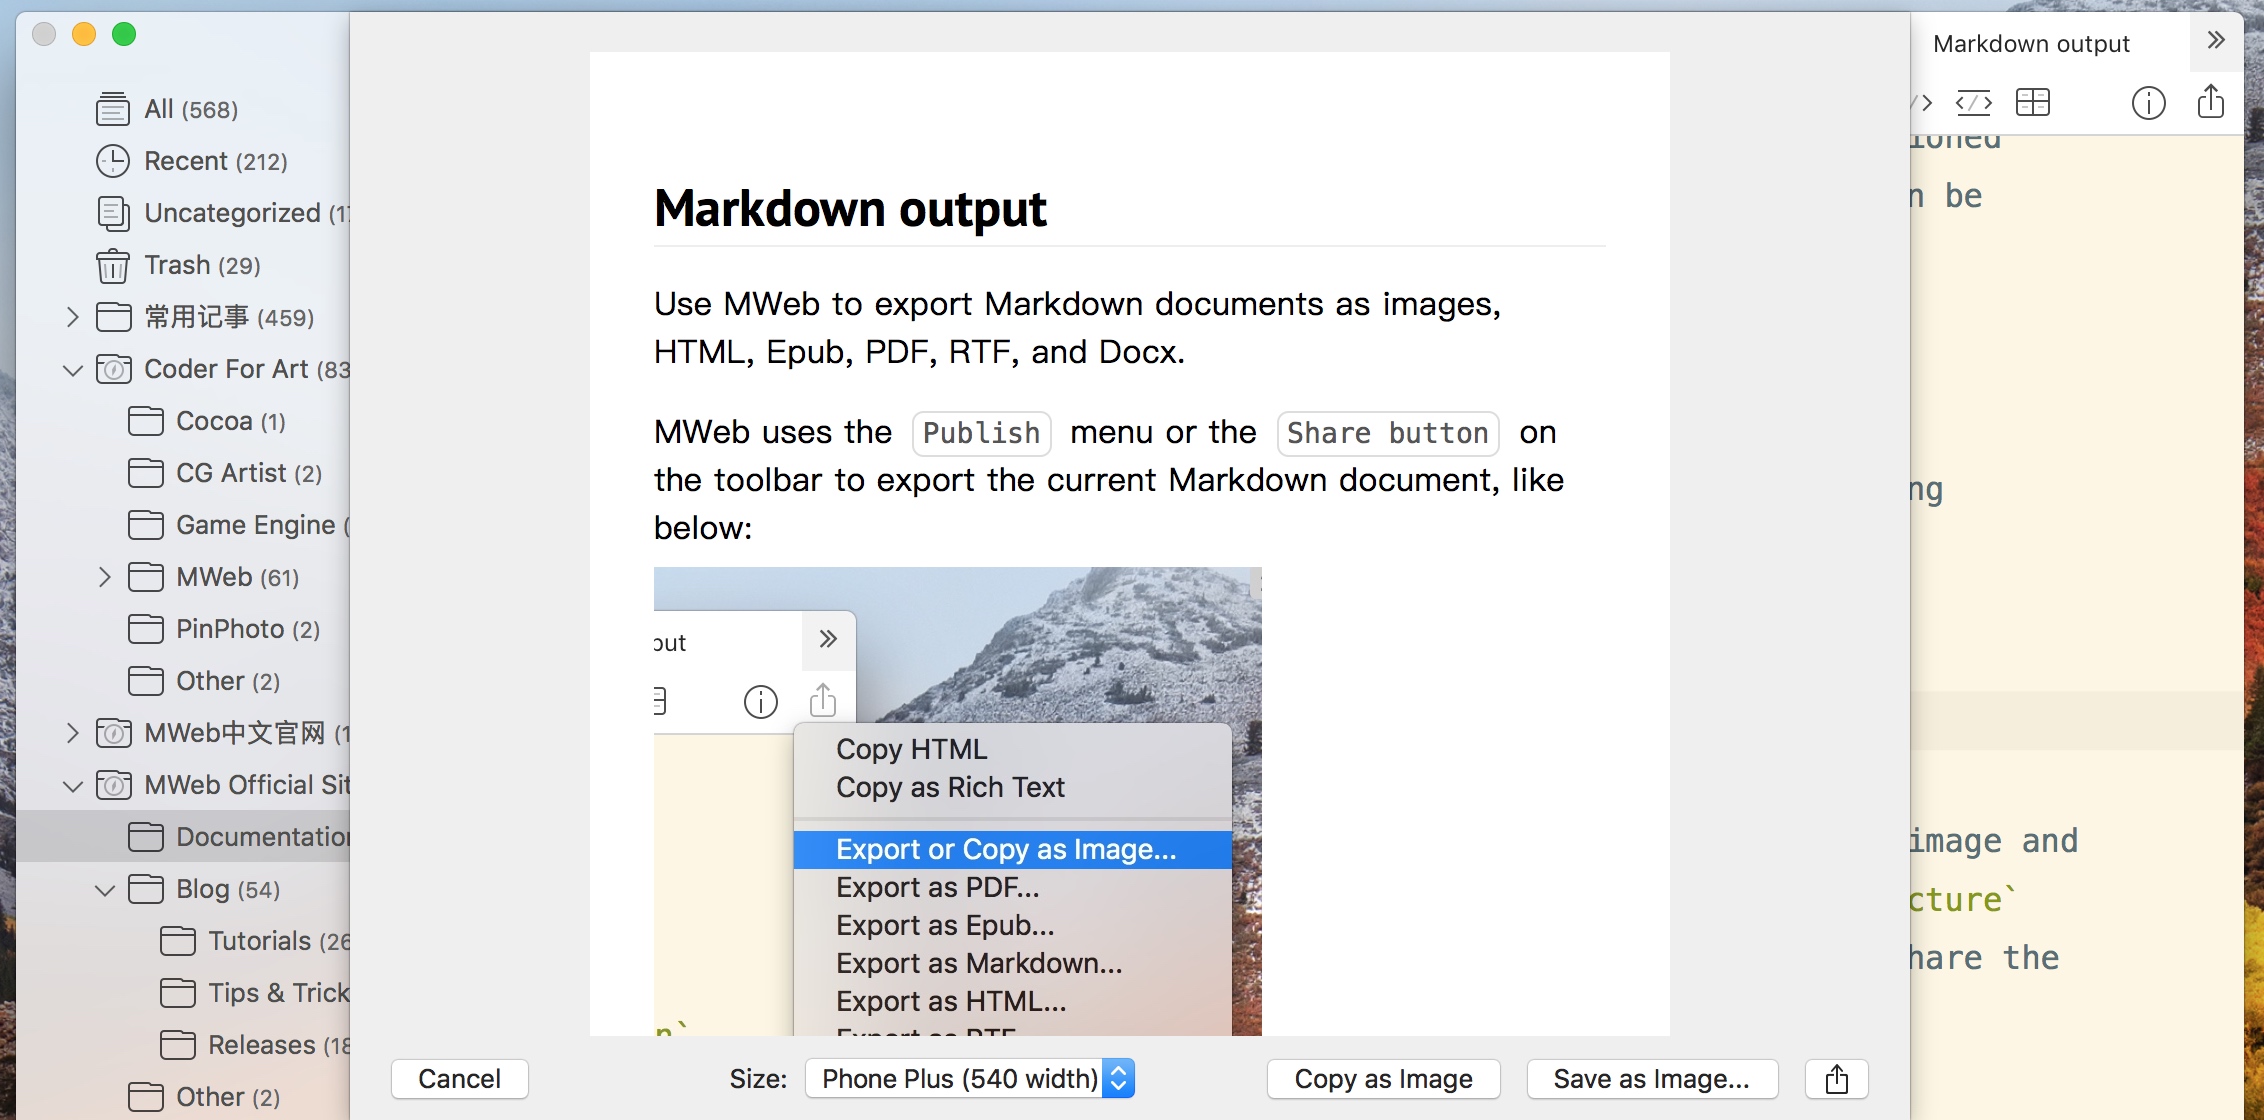 All (568)
Recent (212)
Uncategorized (17
Trash (29)
常用记事 (459)
Coder For Art (83
Cocoa (1)
CG Artist (2)
Game Engine (
MWeb (61)
PinPhoto (2)
Other (2)
MWeb中文官网 (1
MWeb Official Sit
Documentation
Blog (54)
Tutorials (26
Tips & Trick
Releases (18
Other (2)
Markdown output
Use MWeb to export Markdown documents as images,
HTML, Epub, PDF, RTF, and Docx.
MWeb uses the Publish menu or the Share button on
the toolbar to export the current Markdown document, like
below:
put
Copy HTML
Copy as Rich Text
Export or Copy as Image...
Export as PDF...
Export as Epub...
Export as Markdown...
Export as HTML...
Export as RTF
n`
Cancel
Size:
Phone Plus (540 width)
Copy as Image
Save as Image...
Markdown output
ioned
n be
ng
image and
cture`
hare the